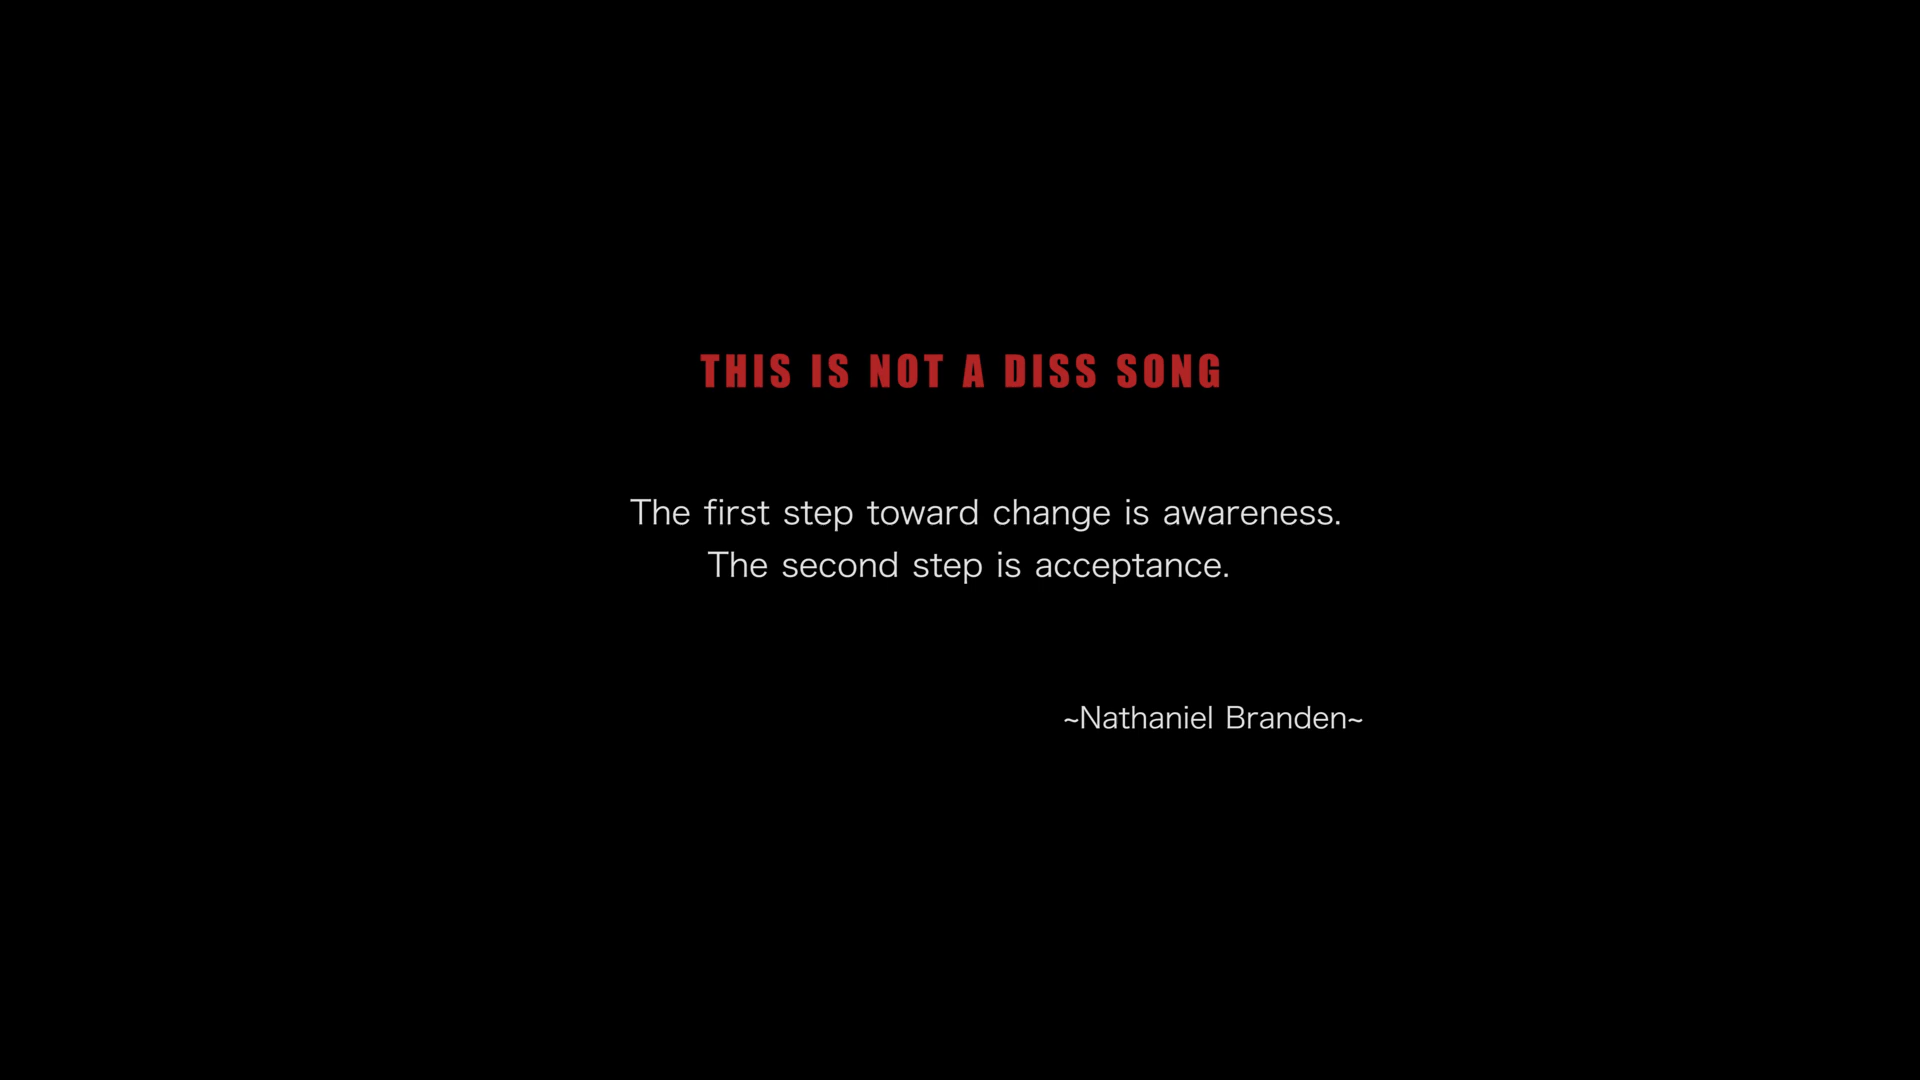 THIS IS NOT A DISS SONG
The first step toward change is awareness.
The second step is acceptance.
~Nathaniel Branden~